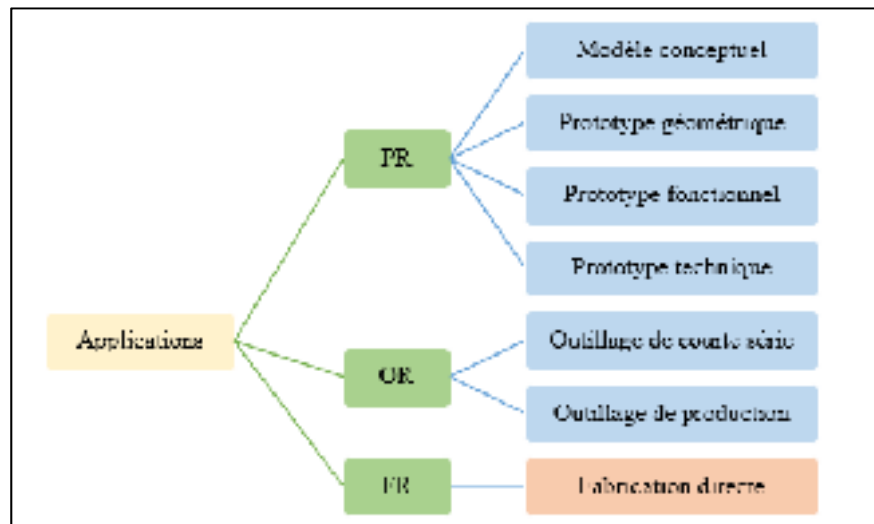 Modèle conceptuel
Prototype géométrique
PR
Prototype fonctionnel
Prototype technique
Applications
Outillage de courte série
OR
Outillage de production
FR
Fabrication directe